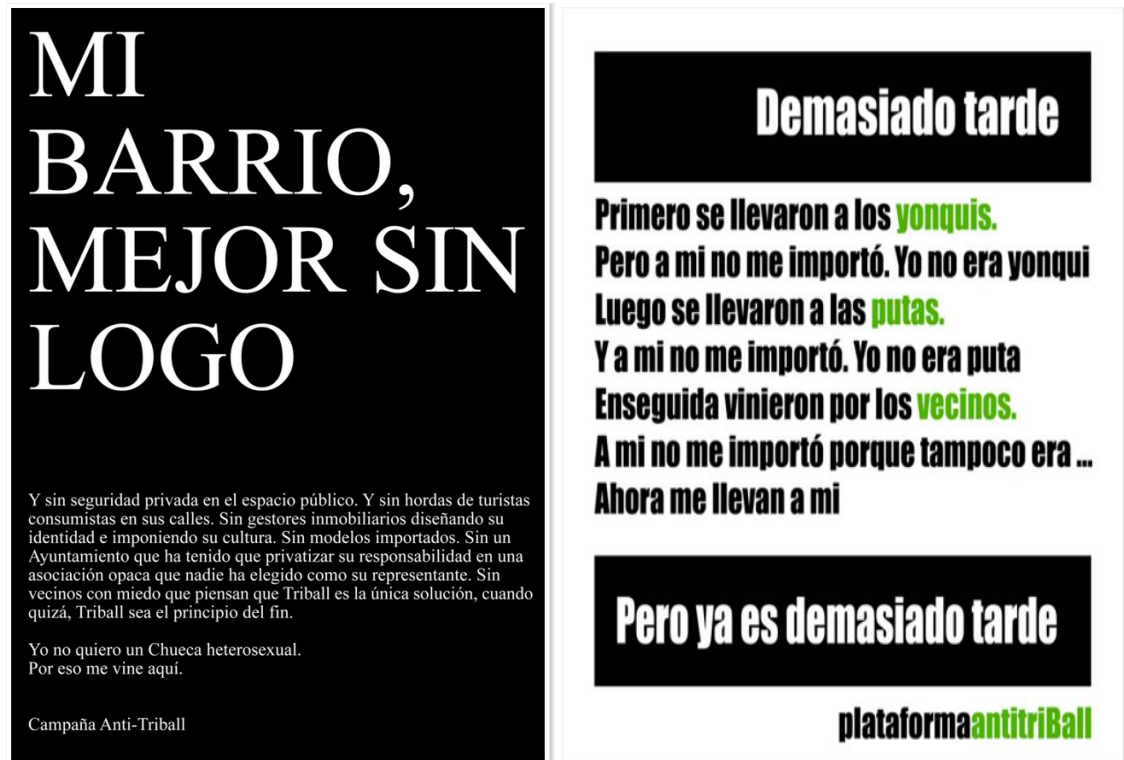 MI
BARRIO,
MEJOR SIN
LOGO
Y sin seguridad privada en el espacio público. Y sin hordas de turistas
consumistas en sus calles. Sin gestores inmobiliarios diseñando su
identidad e imponiendo su cultura. Sin modelos importados. Sin un
Ayuntamiento que ha tenido que privatizar su responsabilidad en una
asociación opaca que nadie ha elegido como su representante. Sin
vecinos con miedo que piensan que Triball es la única solución, cuando
quizá, Triball sea el principio del fin.
Yo no quiero un Chueca heterosexual.
Por eso me vine aquí.
Campaña Anti-Triball
Demasiado tarde
Primero se llevaron a los yonquis.
Pero a mi no me importó. Yo no era yonqui
Luego se llevaron a las putas.
Y a mi no me importó. Yo no era puta
Enseguida vinieron por los vecinos.
A mi no me importó porque tampoco era ...
Ahora me llevan a mi
Pero ya es demasiado tarde
plataformaantitriBall